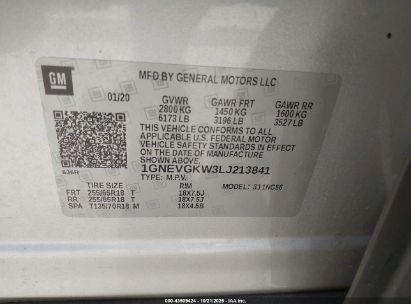 GM
MFD BY GENERAL MOTORS LLC
01/20
GVWR GAWR FRT GAWR RR
2800 KG 1450 KG 1600 KG
6173 LB 3196 LB 3527 LB
THIS VEHICLE CONFORMS TO ALL
APPLICABLE U.S. FEDERAL MOTOR
VEHICLE SAFETY AND THEFT
PREVENTION STANDARDS IN EFFECT
ON THE DATE OF MANUFACTURE
SHOWN ABOVE.
1GNEVGKW3LJ213841
TYPE: M.P.V.
MODEL:
TIRE SIZE RIM
FRT 255/65R18 T 18X7.5J
RR 255/65R18 T 18X7.5J
SPA T135/70R18 M 18X4.5B